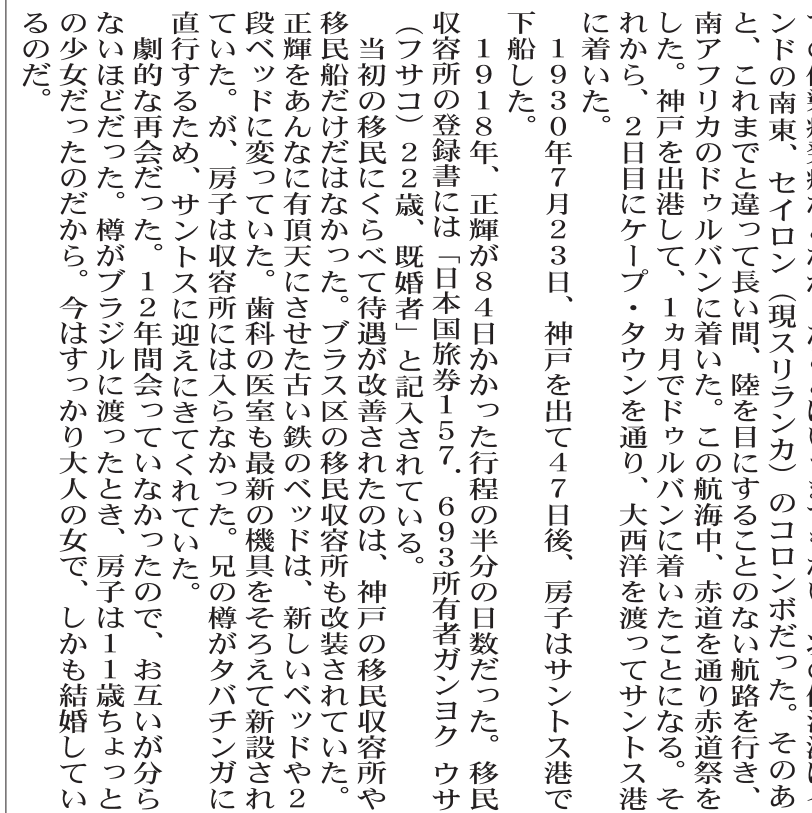 ンドの南東、セイロン（現スリランカ）のコロンボだった。そのあ
と、これまでと違って長い間、陸を目にすることのない航路を行き、
南アフリカのドゥルバンに着いた。この航海中、赤道を通り赤道祭を
した。神戸を出港して、1ヵ月でドゥルバンに着いたことになる。そ
れから、2日目にケープ・タウンを通り、大西洋を渡ってサントス港
に着いた。
1930年7月23日、神戸を出て47日後、房子はサントス港で
下船した。
1918年、正輝が84日かかった行程の半分の日数だった。移民
収容所の登録書には「日本国旅券157．693所有者ガンヨク ウサ
（フサコ）22歳、既婚者」と記入されている。
当初の移民にくらべて待遇が改善されたのは、神戸の移民収容所や
移民船だけだはなかった。ブラス区の移民収容所も改装されていた。
正輝をあんなに有頂天にさせた古い鉄のベッドは、新しいベッドや2
段ベッドに変っていた。歯科の医室も最新の機具をそろえて新設され
ていた。が、房子は収容所には入らなかった。兄の樽がタバチンガに
直行するため、サントスに迎えにきてくれていた。
劇的な再会だった。12年間会っていなかったので、お互いが分ら
ないほどだった。樽がブラジルに渡ったとき、房子は11歳ちょっと
の少女だったのだから。今はすっかり大人の女で、しかも結婚してい
るのだ。